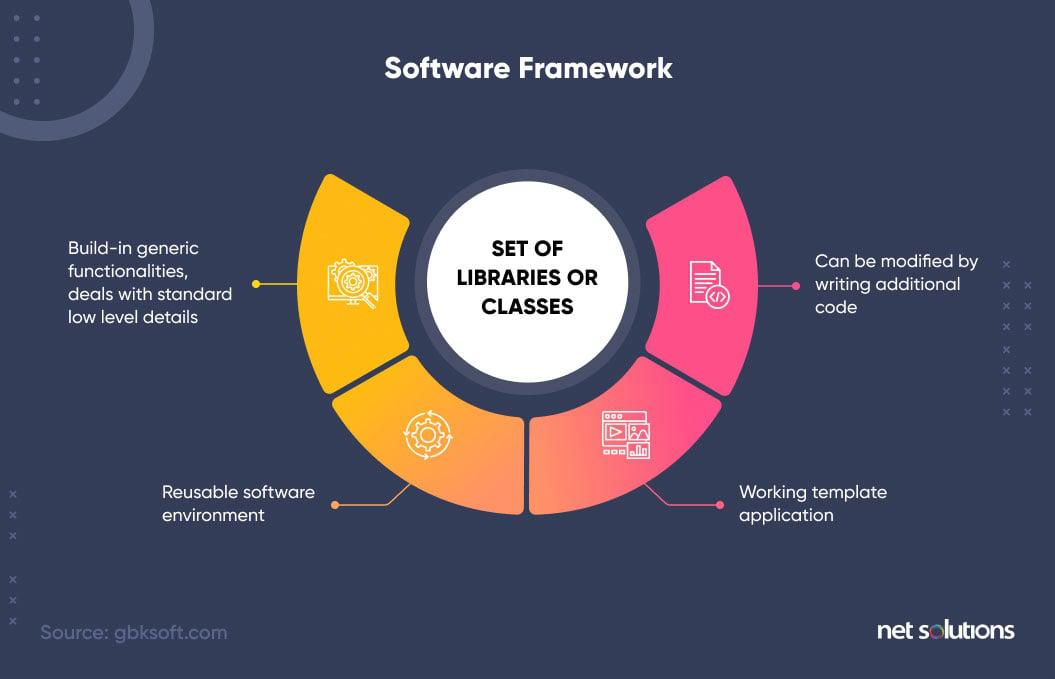 Software Framework
Build-in generic
functionalities,
deals with standard
low level details
SET OF
LIBRARIES OR
CLASSES
Can be modified by
writing additional
code
Reusable software
environment
Working template
application
Source: gbksoft.com
net solutions